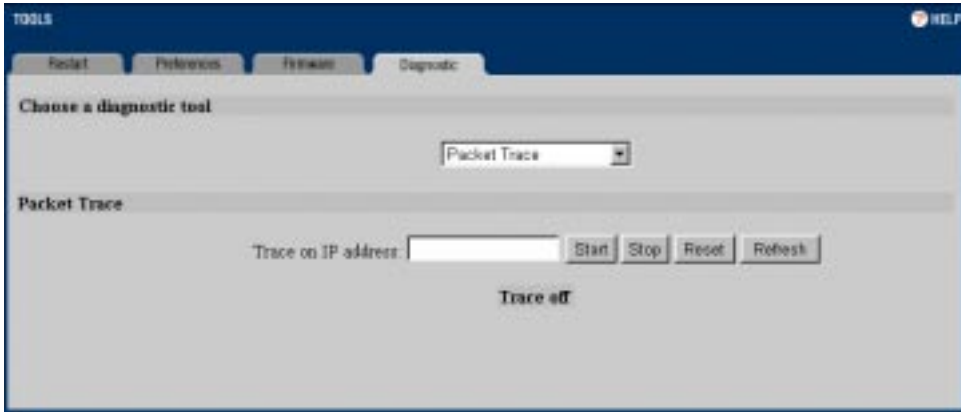 TOOLS
HELP
Restart Preferences Firmware Diagnostic
Choose a diagnostic tool
Packet Trace
Packet Trace
Trace on IP address: Start Stop Reset Refresh
Trace off